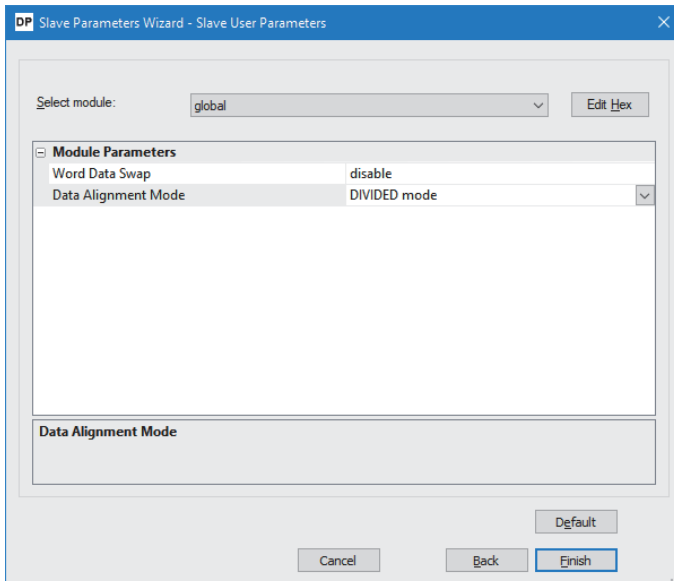 DP Slave Parameters Wizard - Slave User Parameters
Select module: global Edit Hex
Module Parameters
Word Data Swap disable
Data Alignment Mode DIVIDED mode
Data Alignment Mode
Default
Cancel Back Finish